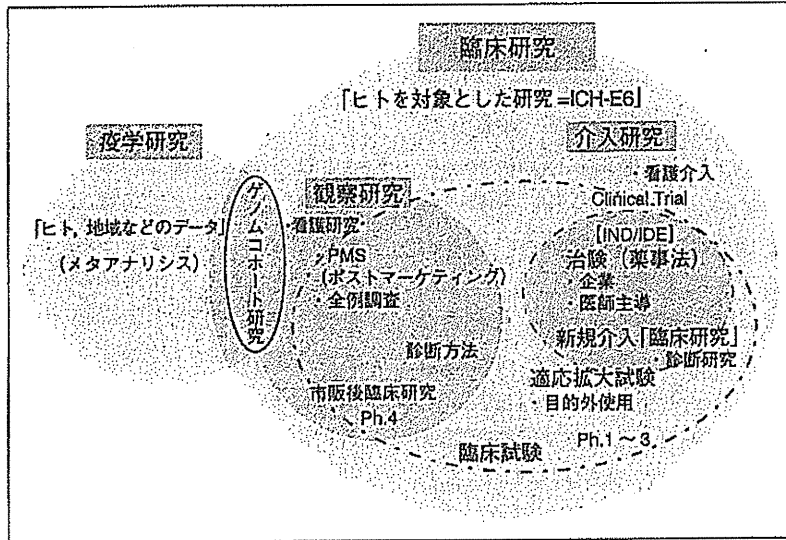 臨床研究
「ヒトを対象とした研究=ICH-E6」
疫学研究
「ヒト, 地域などのデータ」
(メタアナリシス)
ゲノムコホート研究
観察研究
・看護研究
・PMS
(ポストマーケティング)
・全例調査
診断方法
市販後臨床研究
Ph.4
介入研究
・看護介入
Clinical Trial
【IND/IDE】
治験（薬事法）
・企業
・医師主導
新規介入「臨床研究」
・診断研究
適応拡大試験
・目的外使用
Ph.1～3
臨床試験